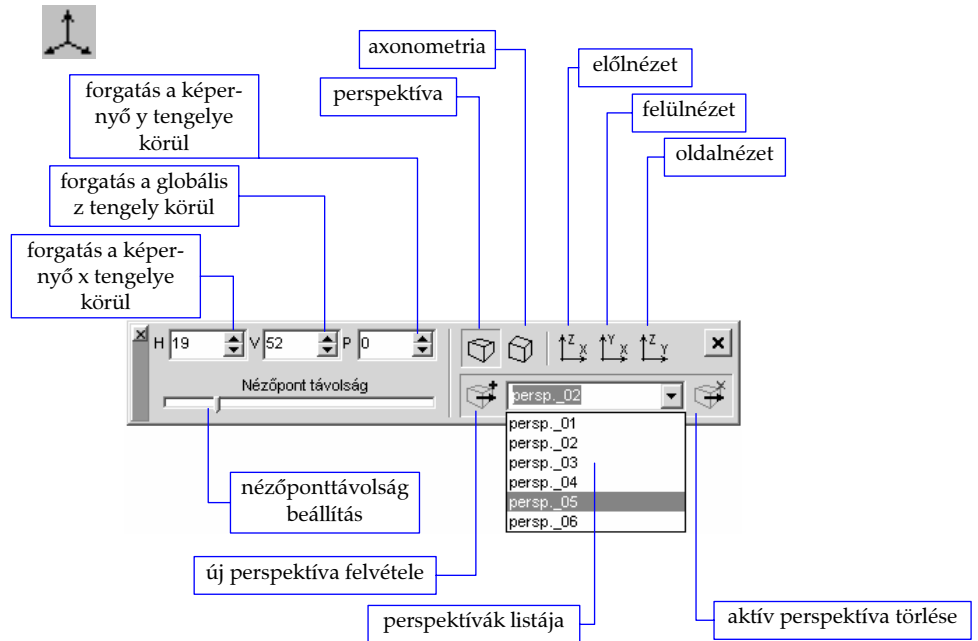 axonometria
előlnézet
forgatás a képer-
nyő y tengelye
körül
perspektíva
felülnézet
oldalnézet
forgatás a globális
z tengely körül
forgatás a képer-
nyő x tengelye
körül
H 19 V 52 P 0
Z X Y X Z Y
Nézőpont távolság
persp._02
persp._01
persp._02
persp._03
persp._04
persp._05
persp._06
nézőponttávolság
beállítás
új perspektíva felvétele
perspektívák listája
aktív perspektíva törlése